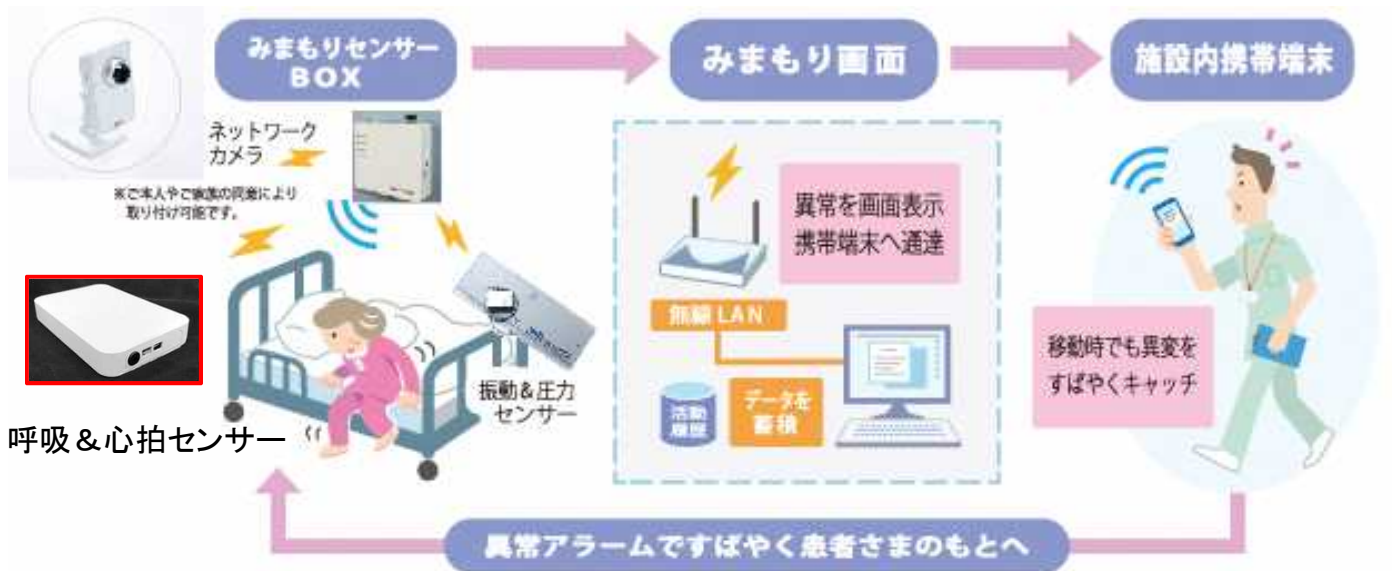 みまもりセンサー
BOX
みまもり画面
施設内携帯端末
ネットワーク
カメラ
※ご本人やご家族の同意により
取り付け可能です。
異常を画面表示
携帯端末へ通達
無線LAN
活動
履歴
データを
蓄積
振動&圧力
センサー
呼吸&心拍センサー
移動時でも異変を
すばやくキャッチ
異常アラームですばやく患者さまのもとへ